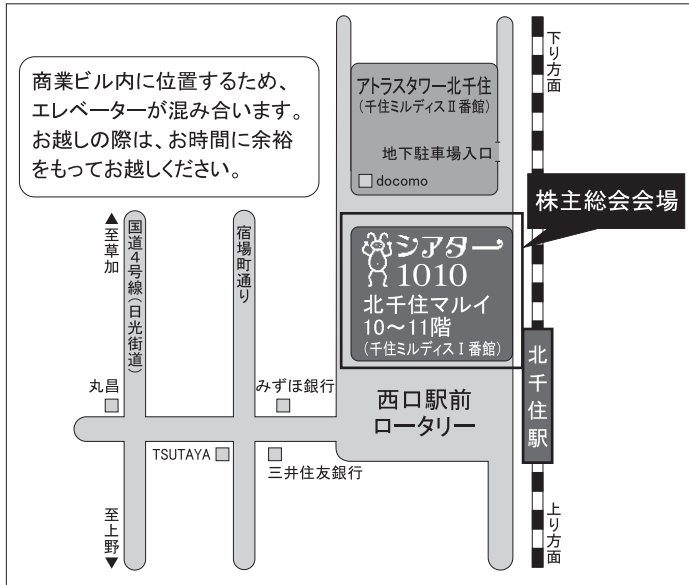 商業ビル内に位置するため、
エレベーターが混み合います。
お越しの際は、お時間に余裕
をもってお越しください。
アトラスタワー北千住
(千住ミルディスⅡ番館)
地下駐車場入口
docomo
下り方面
株主総会会場
シアター
1010
北千住マルイ
10～11階
(千住ミルディスⅠ番館)
北千住駅
▲至草加
国道4号線(日光街道)
宿場町通り
丸昌
みずほ銀行
西口駅前
ロータリー
TSUTAYA
三井住友銀行
至上野▼
上り方面